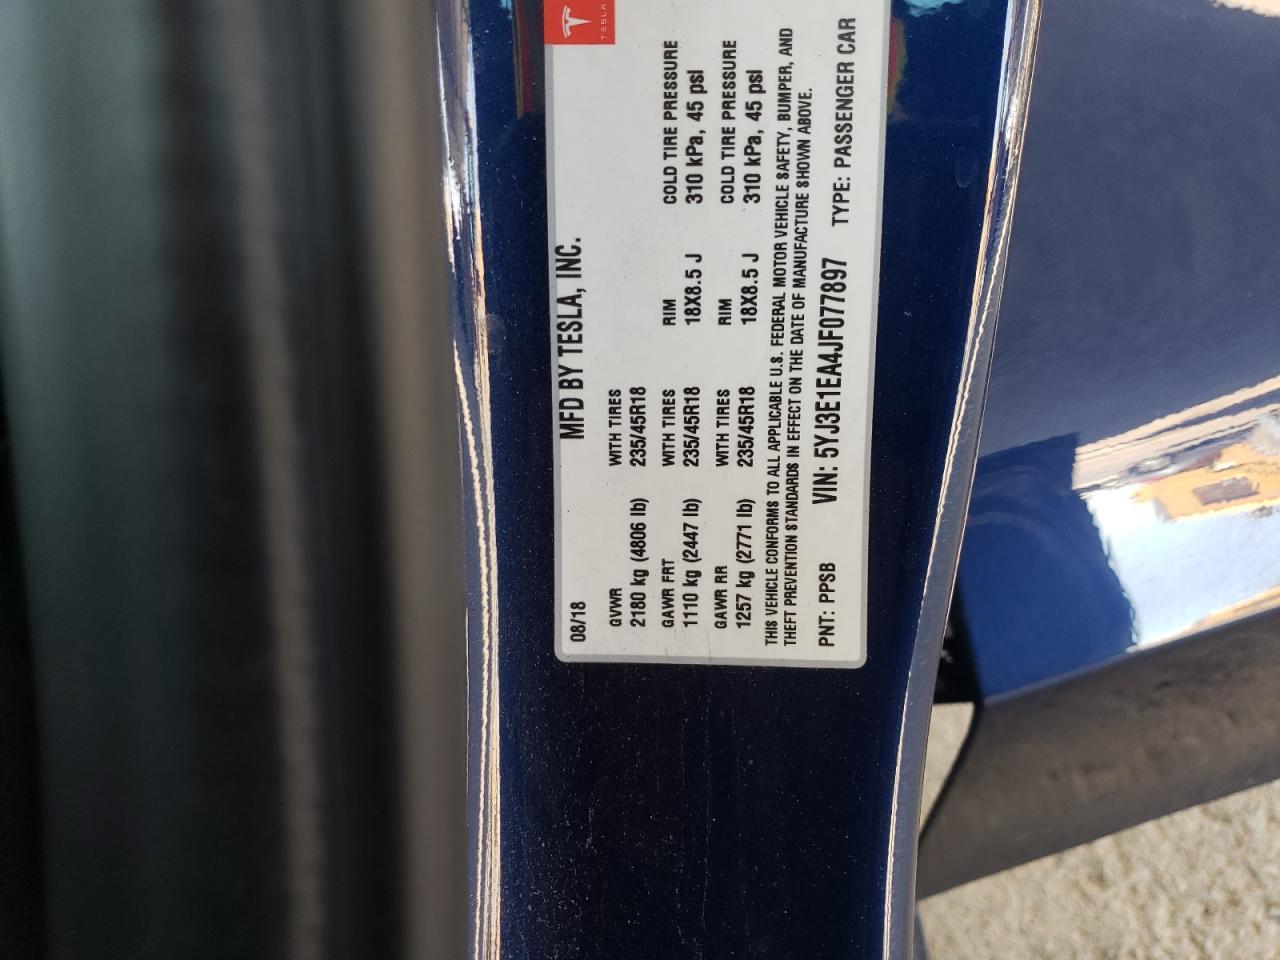 TESLA
MFD BY TESLA, INC.
08/18
GVWR WITH TIRES
2180 kg (4806 lb) 235/45R18
GAWR FRT WITH TIRES RIM COLD TIRE PRESSURE
1110 kg (2447 lb) 235/45R18 18X8.5 J 310 kPa, 45 psi
GAWR RR WITH TIRES RIM COLD TIRE PRESSURE
1257 kg (2771 lb) 235/45R18 18X8.5 J 310 kPa, 45 psi
THIS VEHICLE CONFORMS TO ALL APPLICABLE U.S. FEDERAL MOTOR VEHICLE SAFETY, BUMPER, AND
THEFT PREVENTION STANDARDS IN EFFECT ON THE DATE OF MANUFACTURE SHOWN ABOVE.
PNT: PPSB VIN: 5YJ3E1EA4JF077897 TYPE: PASSENGER CAR